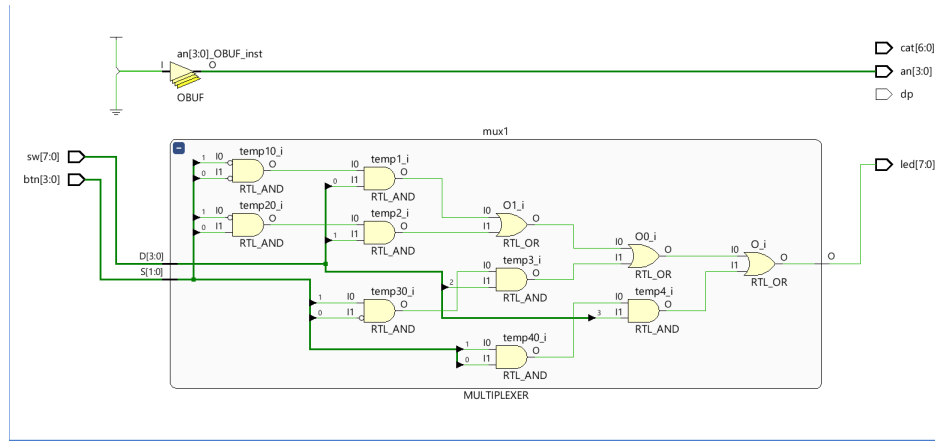 an[3:0]_OBUF_inst
I O
OBUF
cat[6:0]
an[3:0]
dp
mux1
sw[7:0]
btn[3:0]
led[7:0]
D[3:0]
S[1:0]
temp10_i
1 I0 O
0 I1
RTL_AND
temp1_i
I0 O
0 I1
RTL_AND
temp20_i
1 I0 O
0 I1
RTL_AND
temp2_i
I0 O
1 I1
RTL_AND
O1_i
I0 O
I1
RTL_OR
O0_i
I0 O
I1
RTL_OR
O_i
I0 O
I1
RTL_OR
O
temp3_i
I0 O
2 I1
RTL_AND
temp30_i
1 I0 O
0 I1
RTL_AND
temp4_i
I0 O
3 I1
RTL_AND
temp40_i
1 I0 O
0 I1
RTL_AND
MULTIPLEXER